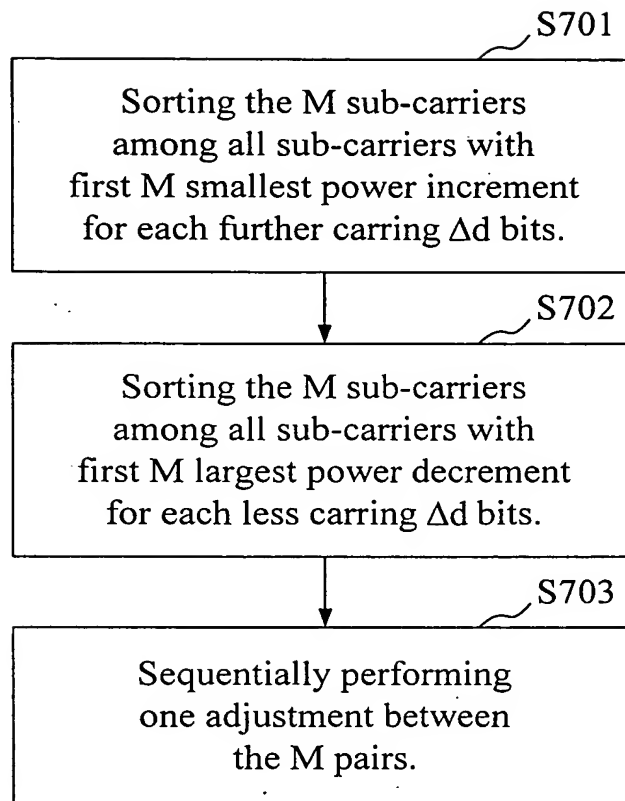 S701
Sorting the M sub-carriers
among all sub-carriers with
first M smallest power increment
for each further carring Δd bits.
S702
Sorting the M sub-carriers
among all sub-carriers with
first M largest power decrement
for each less carring Δd bits.
S703
Sequentially performing
one adjustment between
the M pairs.